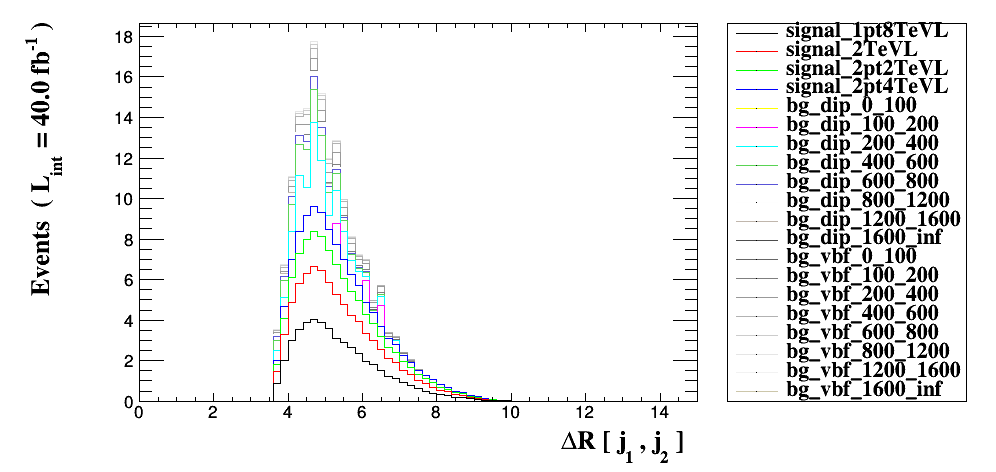 Events ( L_int = 40.0 fb^-1 )
18
16
14
12
10
8
6
4
2
0
0 2 4 6 8 10 12 14
ΔR [ j_1 , j_2 ]
signal_1pt8TeVL
signal_2TeVL
signal_2pt2TeVL
signal_2pt4TeVL
bg_dip_0_100
bg_dip_100_200
bg_dip_200_400
bg_dip_400_600
bg_dip_600_800
bg_dip_800_1200
bg_dip_1200_1600
bg_dip_1600_inf
bg_vbf_0_100
bg_vbf_100_200
bg_vbf_200_400
bg_vbf_400_600
bg_vbf_600_800
bg_vbf_800_1200
bg_vbf_1200_1600
bg_vbf_1600_inf